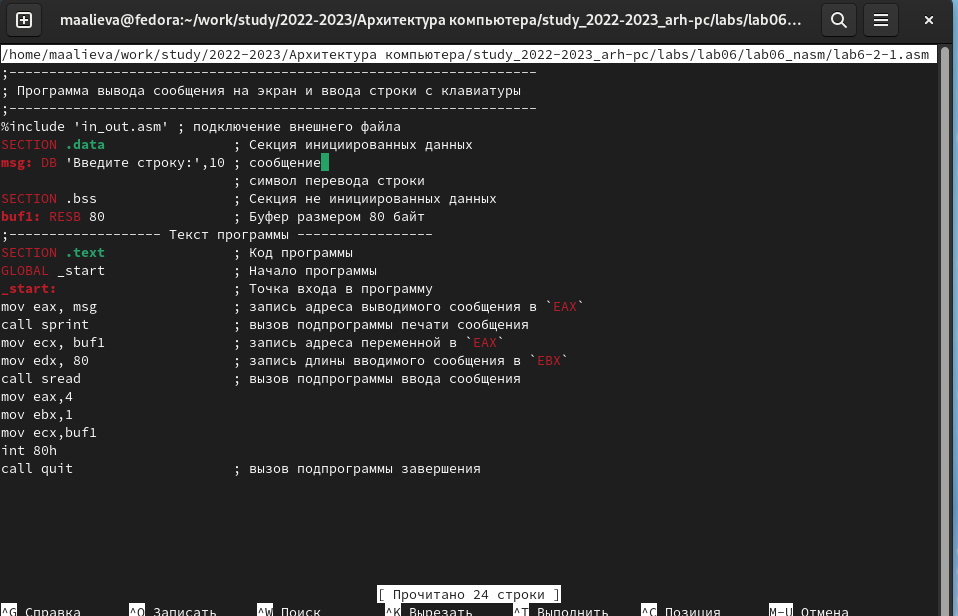 maalieva@fedora:~/work/study/2022-2023/Архитектура компьютера/study_2022-2023_arh-pc/labs/lab06...
/home/maalieva/work/study/2022-2023/Архитектура компьютера/study_2022-2023_arh-pc/labs/lab06/lab06_nasm/lab6-2-1.asm
;------------------------------------------------------------------
; Программа вывода сообщения на экран и ввода строки с клавиатуры
;------------------------------------------------------------------
%include 'in_out.asm' ; подключение внешнего файла
SECTION .data                ; Секция инициированных данных
msg: DB 'Введите строку:',10 ; сообщение
                             ; символ перевода строки
SECTION .bss                 ; Секция не инициированных данных
buf1: RESB 80                ; Буфер размером 80 байт
;------------------- Текст программы -----------------
SECTION .text                ; Код программы
GLOBAL _start                ; Начало программы
_start:                      ; Точка входа в программу
mov eax, msg                 ; запись адреса выводимого сообщения в `EAX`
call sprint                  ; вызов подпрограммы печати сообщения
mov ecx, buf1                ; запись адреса переменной в `EAX`
mov edx, 80                  ; запись длины вводимого сообщения в `EBX`
call sread                   ; вызов подпрограммы ввода сообщения
mov eax,4
mov ebx,1
mov ecx,buf1
int 80h
call quit                    ; вызов подпрограммы завершения
[ Прочитано 24 строки ]
^G Справка ^O Записать ^W Поиск ^K Вырезать ^T Выполнить ^C Позиция M-U Отмена